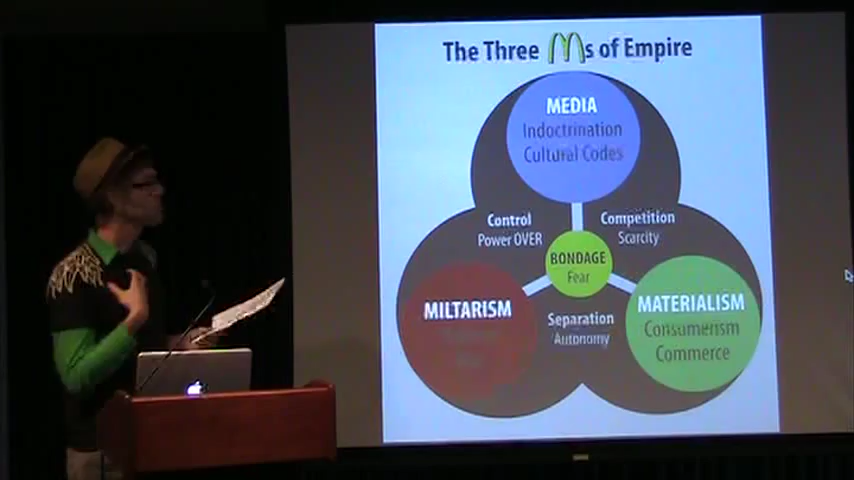 The Three Ms of Empire
MEDIA
Indoctrination
Cultural Codes
Control
Power OVER
Competition
Scarcity
BONDAGE
Fear
MILTARISM
MATERIALISM
Consumerism
Commerce
Separation
Autonomy